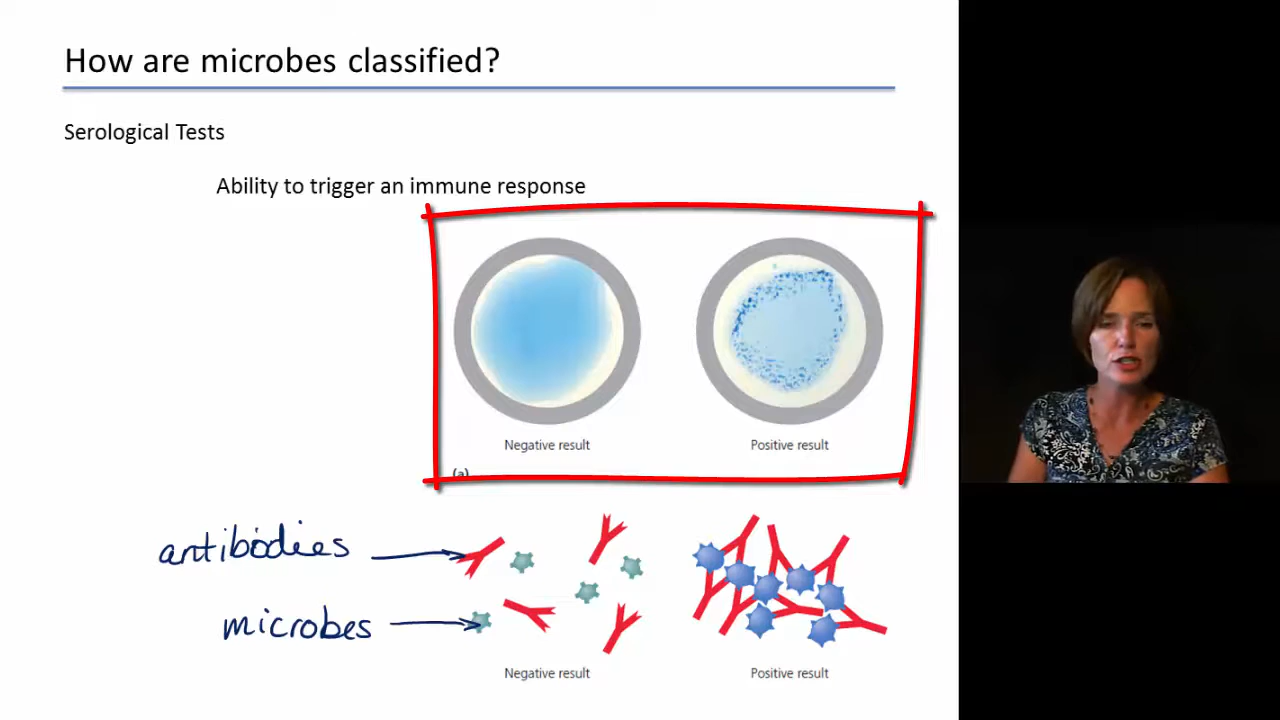 How are microbes classified?
Serological Tests
Ability to trigger an immune response
Negative result
Positive result
(a)
antibodies
microbes
Negative result
Positive result